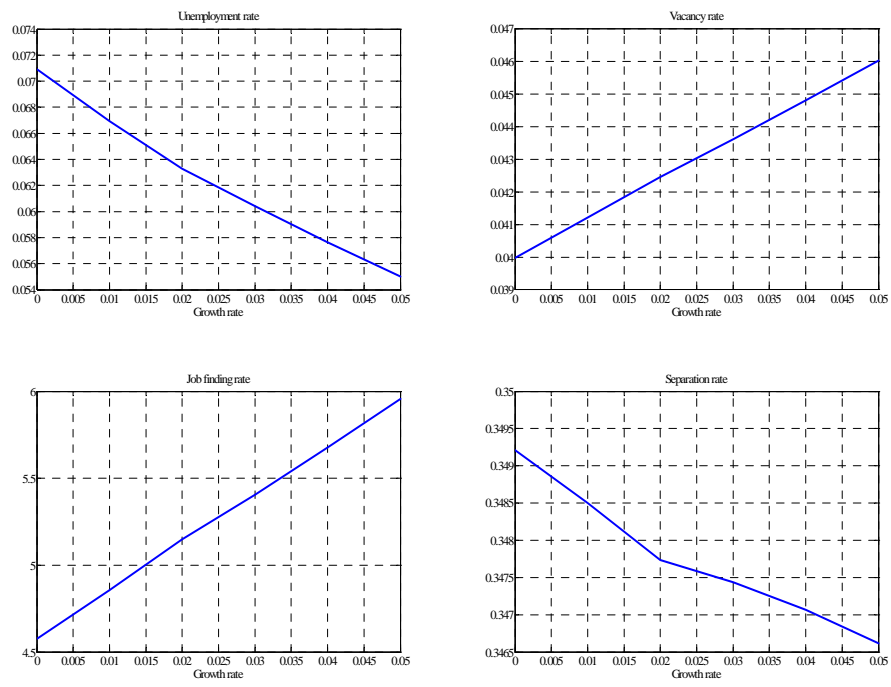 Unemployment rate
0.074
0.072
0.07
0.068
0.066
0.064
0.062
0.06
0.058
0.056
0.054
0 0.005 0.01 0.015 0.02 0.025 0.03 0.035 0.04 0.045 0.05
Growth rate
Vacancy rate
0.047
0.046
0.045
0.044
0.043
0.042
0.041
0.04
0.039
0 0.005 0.01 0.015 0.02 0.025 0.03 0.035 0.04 0.045 0.05
Growth rate
Job finding rate
6
5.5
5
4.5
0 0.005 0.01 0.015 0.02 0.025 0.03 0.035 0.04 0.045 0.05
Growth rate
Separation rate
0.35
0.3495
0.349
0.3485
0.348
0.3475
0.347
0.3465
0 0.005 0.01 0.015 0.02 0.025 0.03 0.035 0.04 0.045 0.05
Growth rate